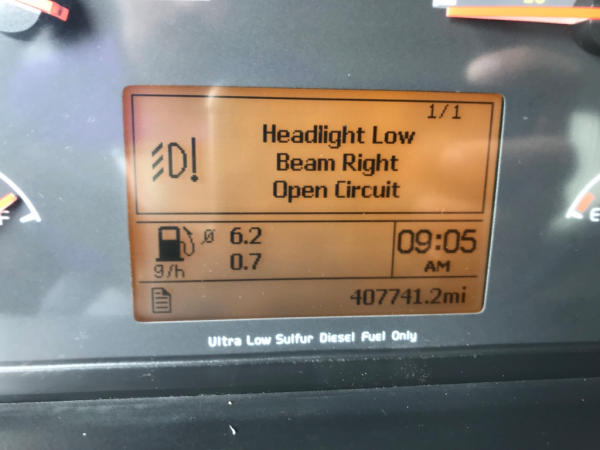 1/1
Headlight Low
Beam Right
Open Circuit
Ø 6.2
g/h 0.7
09:05
AM
407741.2mi
Ultra Low Sulfur Diesel Fuel Only
F
E